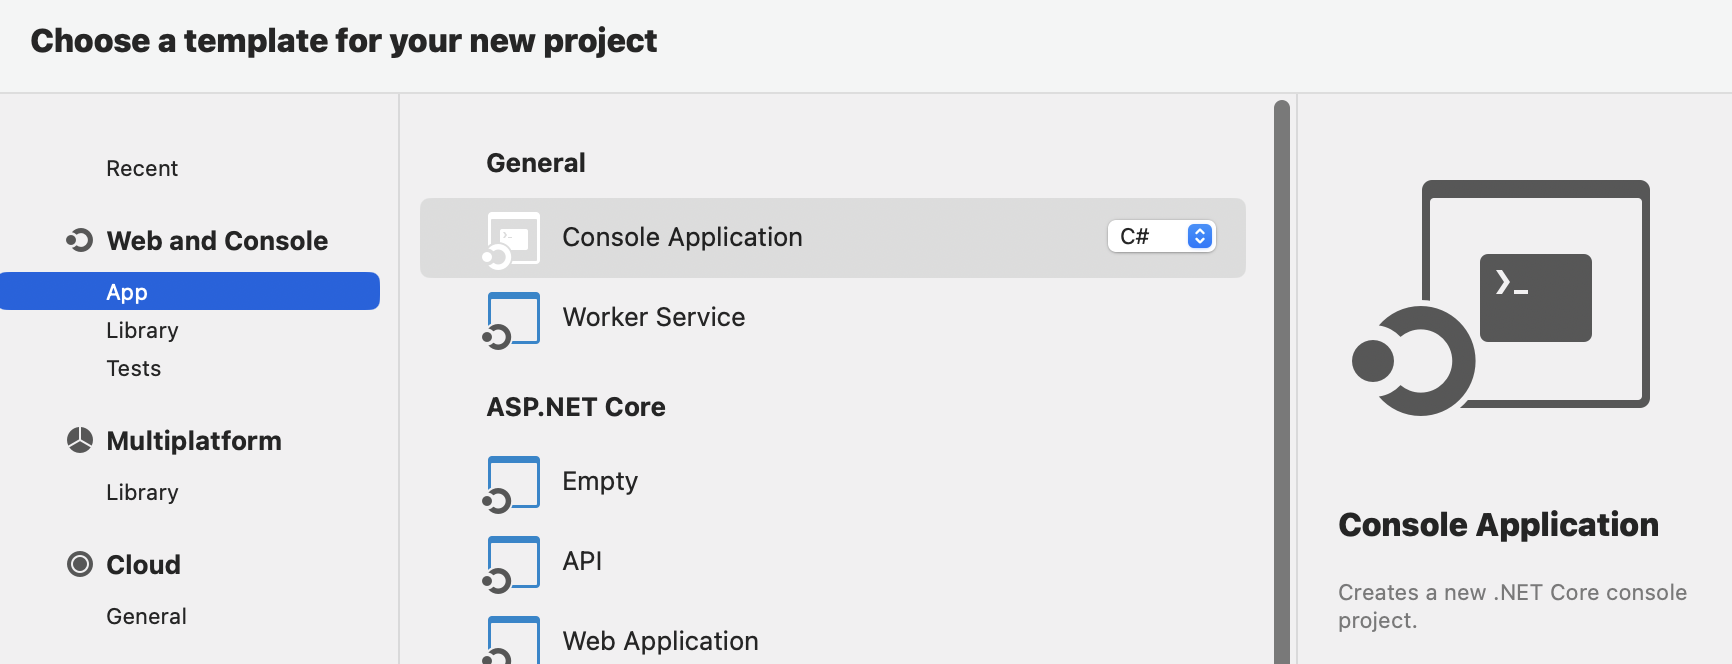 Choose a template for your new project
Recent
Web and Console
App
Library
Tests
Multiplatform
Library
Cloud
General
General
Console Application
C#
Worker Service
ASP.NET Core
Empty
API
Web Application
Console Application
Creates a new .NET Core console
project.